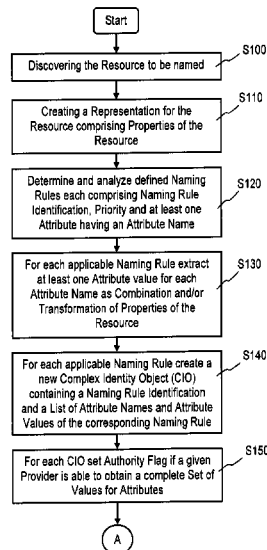 Start
S100
Discovering the Resource to be named
S110
Creating a Representation for the
Resource comprising Properties of the
Resource
S120
Determine and analyze defined Naming
Rules each comprising Naming Rule
Identification, Priority and at least one
Attribute having an Attribute Name
S130
For each applicable Naming Rule extract
at least one Attribute value for each
Attribute Name as Combination and/or
Transformation of Properties of the
Resource
S140
For each applicable Naming Rule create a
new Complex Identity Object (CIO)
containing a Naming Rule Identification
and a List of Attribute Names and Attribute
Values of the corresponding Naming Rule
S150
For each CIO set Authority Flag if a given
Provider is able to obtain a complete Set
of Values for Attributes
A